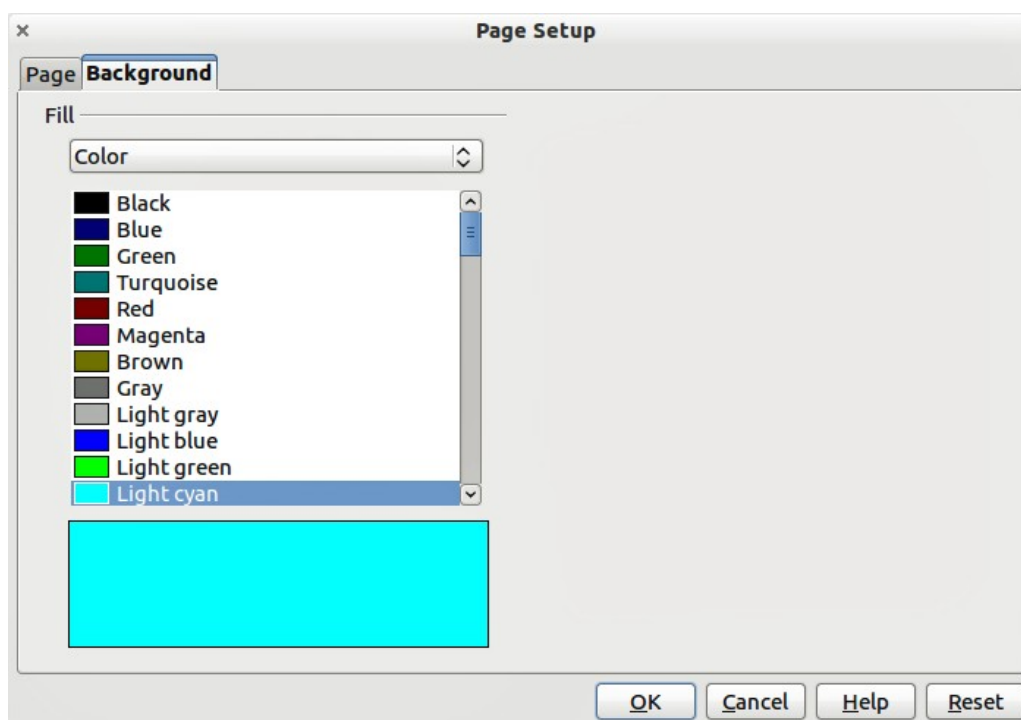 Page Setup
Page Background
Fill
Color
Black
Blue
Green
Turquoise
Red
Magenta
Brown
Gray
Light gray
Light blue
Light green
Light cyan
OK Cancel Help Reset